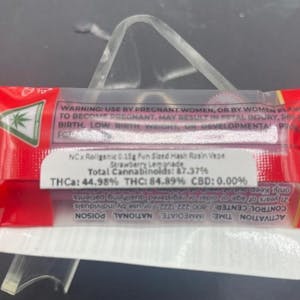 WARNING: USE BY PREGNANT WOMEN, OR BY WOMEN
TO BECOME PREGNANT, MAY RESULT IN FETAL INJURY,
BIRTH, LOW BIRTH WEIGHT, OR DEVELOPMENTAL
NC x Rollganic 0.15g Fun Sized Hash Rosin Vape
Strawberry Lemonade
Total Cannabinoids: 87.37%
THCa: 44.98% THC: 84.89% CBD: 0.00%
ACTIVATION TIME: IMMEDIATE NATIONAL POISON
CONTROL CENTER